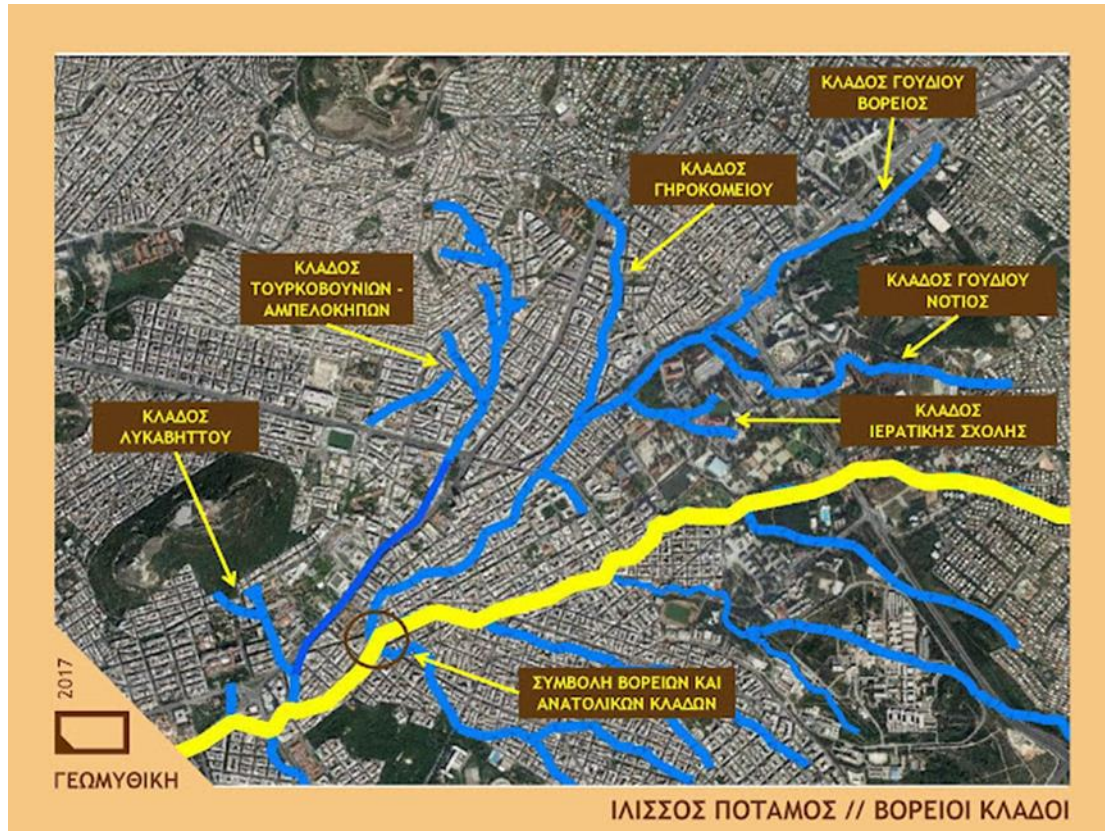 ΚΛΑΔΟΣ ΓΟΥΔΙΟΥ
ΒΟΡΕΙΟΣ
ΚΛΑΔΟΣ
ΓΗΡΟΚΟΜΕΙΟΥ
ΚΛΑΔΟΣ
ΤΟΥΡΚΟΒΟΥΝΙΩΝ -
ΑΜΠΕΛΟΚΗΠΩΝ
ΚΛΑΔΟΣ ΓΟΥΔΙΟΥ
ΝΟΤΙΟΣ
ΚΛΑΔΟΣ
ΛΥΚΑΒΗΤΤΟΥ
ΚΛΑΔΟΣ
ΙΕΡΑΤΙΚΗΣ ΣΧΟΛΗΣ
ΣΥΜΒΟΛΗ ΒΟΡΕΙΩΝ ΚΑΙ
ΑΝΑΤΟΛΙΚΩΝ ΚΛΑΔΩΝ
2017
ΓΕΩΜΥΘΙΚΗ
ΙΛΙΣΣΟΣ ΠΟΤΑΜΟΣ // ΒΟΡΕΙΟΙ ΚΛΑΔΟΙ